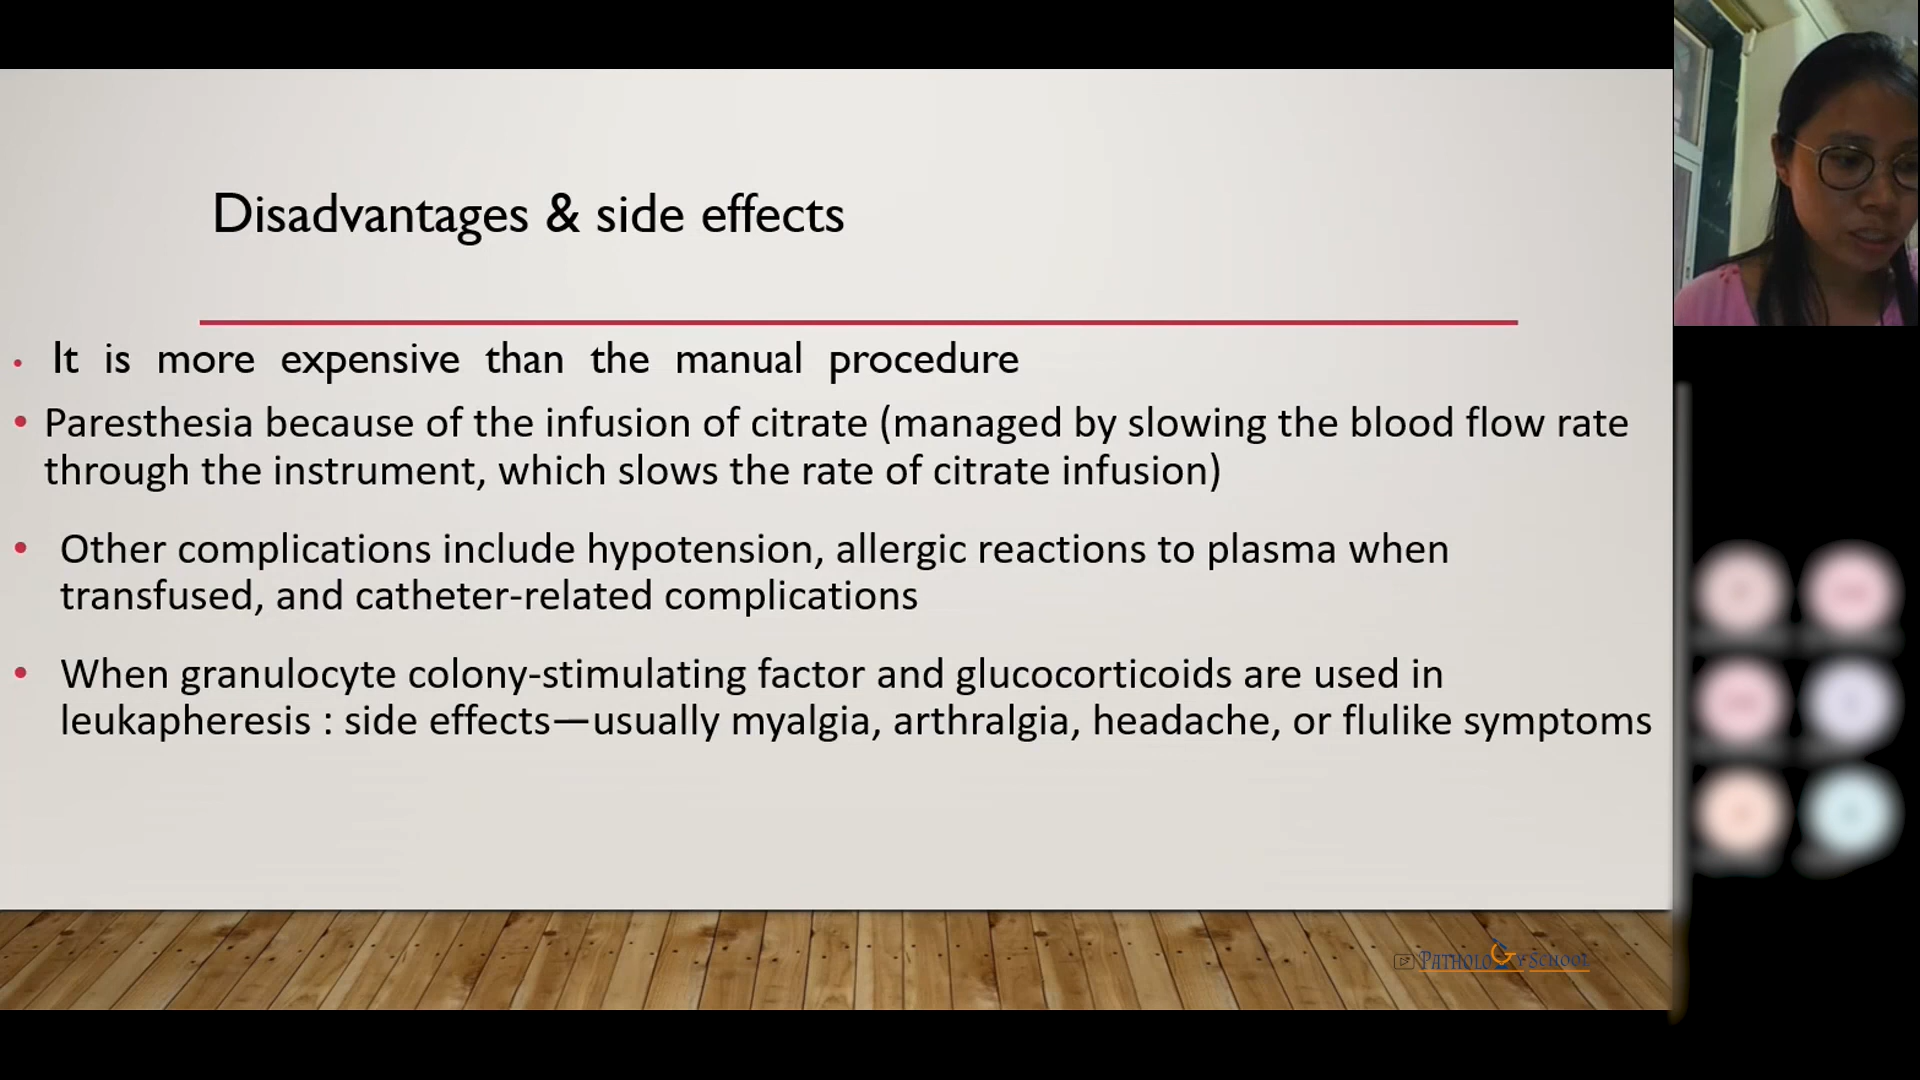 Disadvantages & side effects
• It is more expensive than the manual procedure
• Paresthesia because of the infusion of citrate (managed by slowing the blood flow rate
through the instrument, which slows the rate of citrate infusion)
• Other complications include hypotension, allergic reactions to plasma when
transfused, and catheter-related complications
• When granulocyte colony-stimulating factor and glucocorticoids are used in
leukapheresis : side effects—usually myalgia, arthralgia, headache, or flulike symptoms
PATHOLOGY SCHOOL